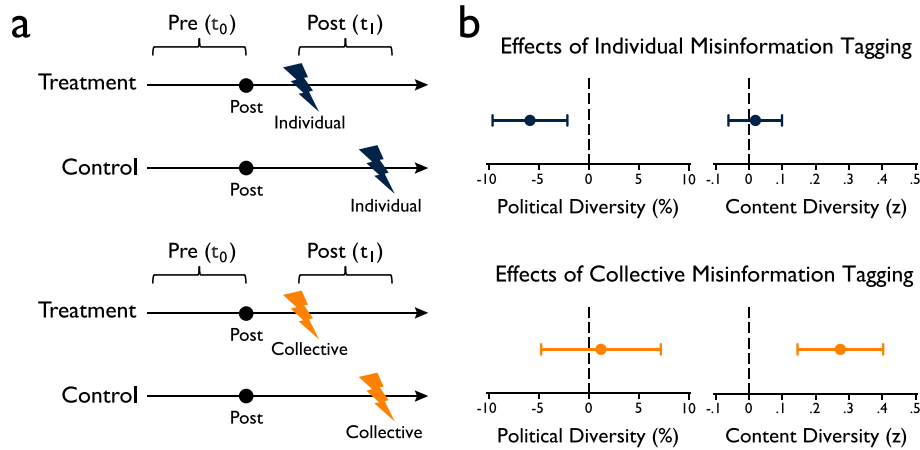 a
Pre (t0)
Post (t1)
Treatment
Post
Individual
Control
Post
Individual
Pre (t0)
Post (t1)
Treatment
Post
Collective
Control
Post
Collective
b
Effects of Individual Misinformation Tagging
-10 -5 0 5 10
Political Diversity (%)
-.1 0 .1 .2 .3 .4 .5
Content Diversity (z)
Effects of Collective Misinformation Tagging
-10 -5 0 5 10
Political Diversity (%)
-.1 0 .1 .2 .3 .4 .5
Content Diversity (z)